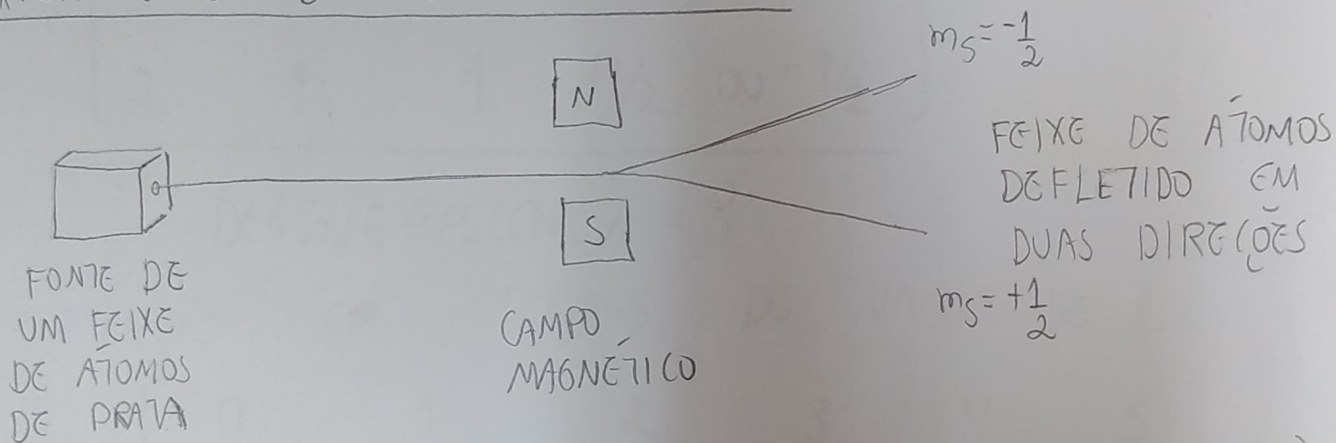 N
S
mₛ = -1/2
FONTE DE
UM FEIXE
DE ÁTOMOS
DE PRATA
CAMPO
MAGNÉTICO
FEIXE DE ÁTOMOS
DEFLETIDO EM
DUAS DIREÇÕES
mₛ = +1/2